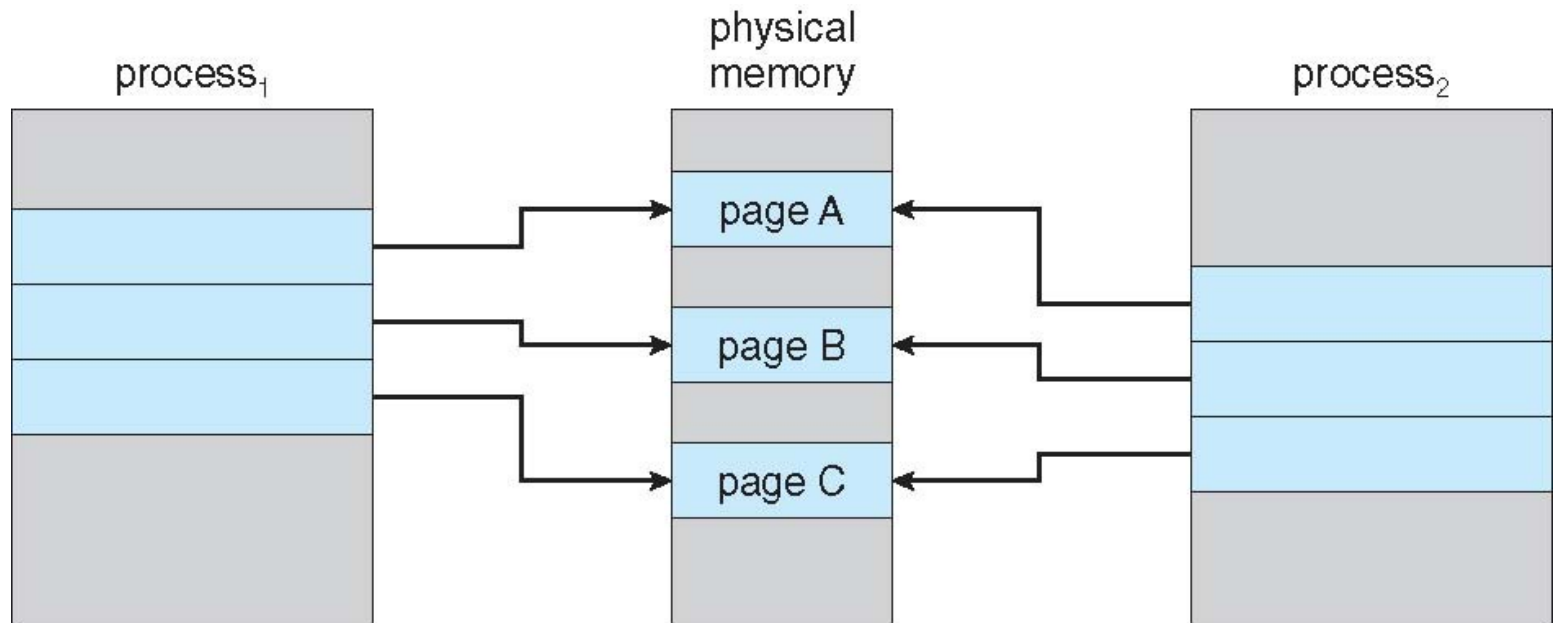 process₁
physical
memory
process₂
page A
page B
page C